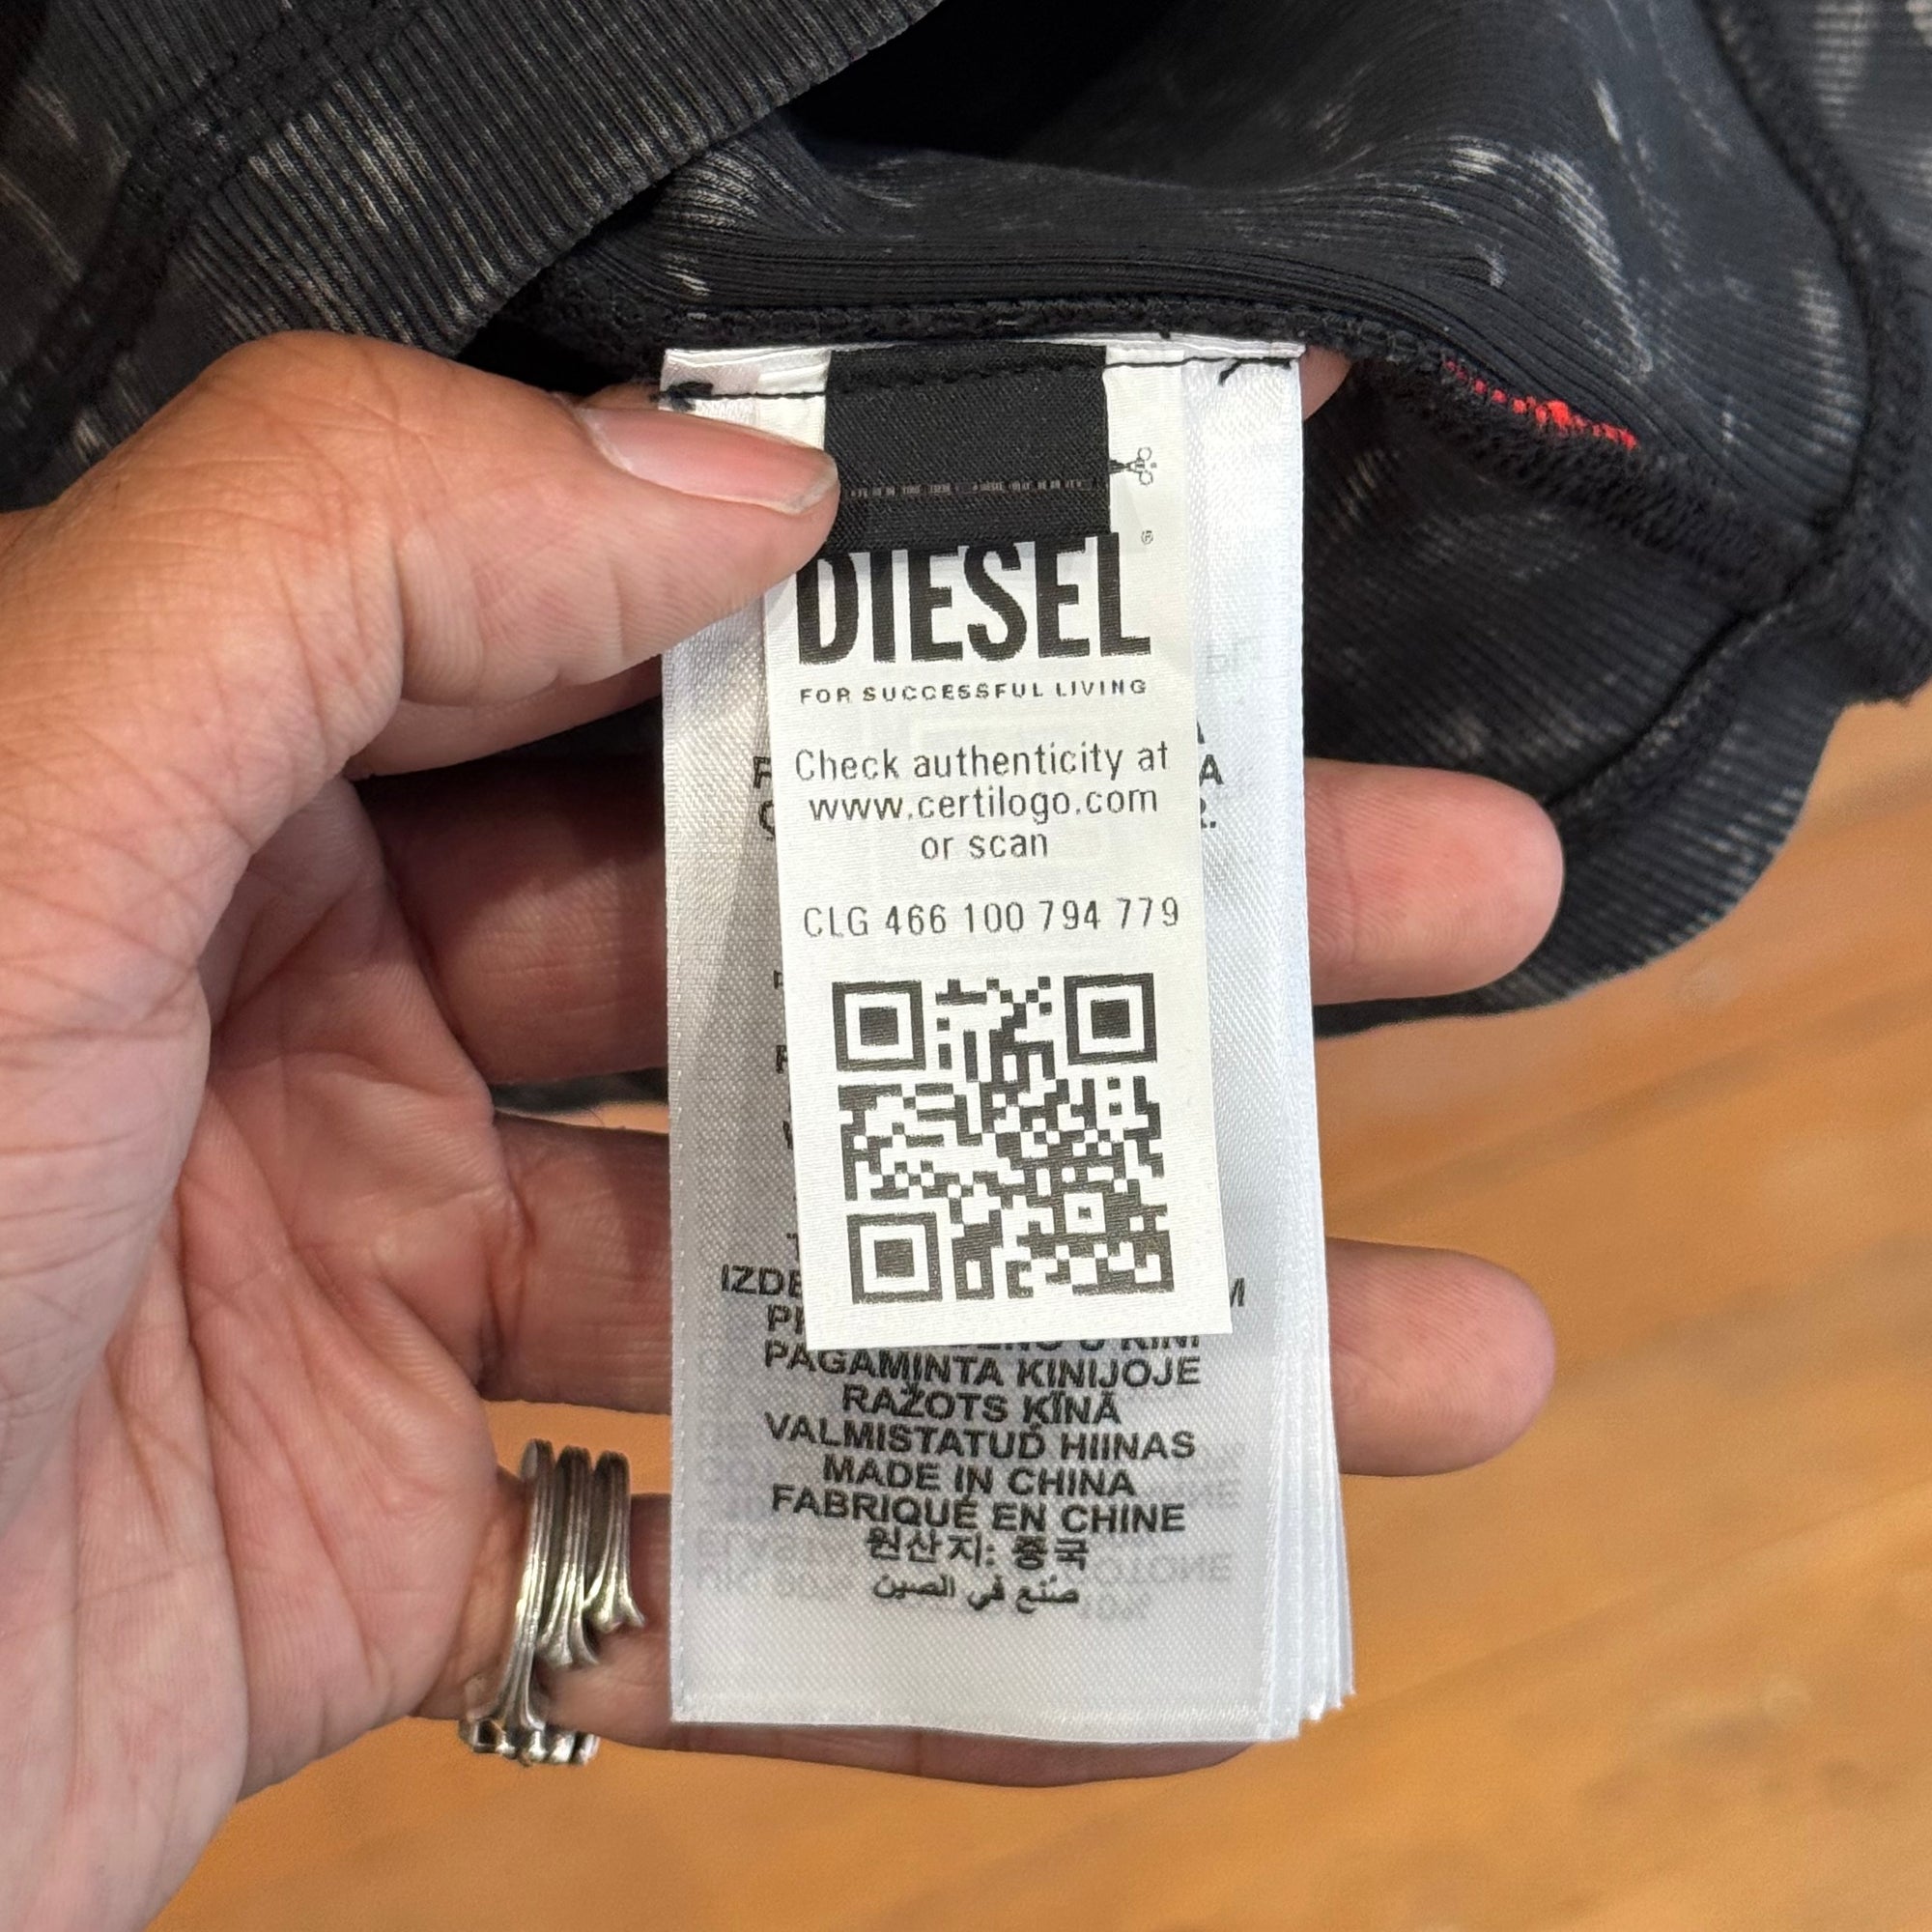 DIESEL
®
FOR SUCCESSFUL LIVING
Check authenticity at
www.certilogo.com
or scan
CLG 466 100 794 779
PAGAMINTA KINIJOJE
RAŽOTS ĶĪNĀ
VALMISTATUD HIINAS
MADE IN CHINA
FABRIQUÉ EN CHINE
원산지: 중국
صنع في الصين